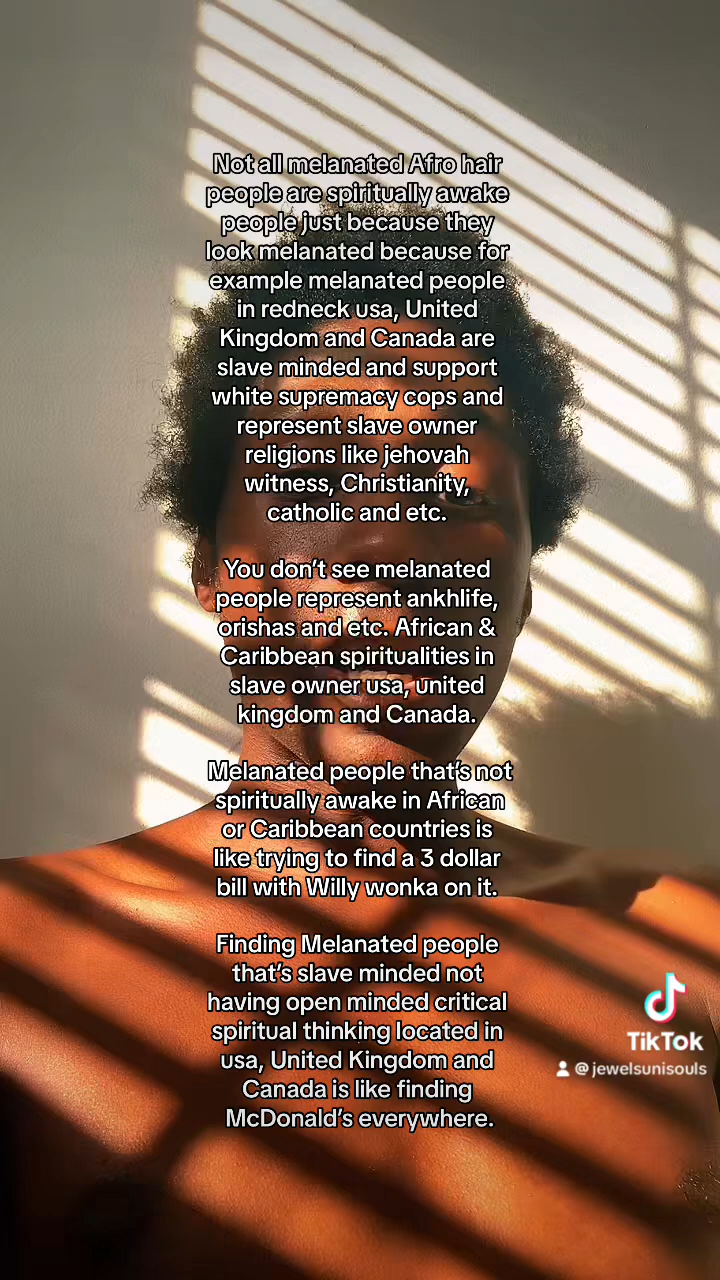 Not all melanated Afro hair
people are spiritually awake
people just because they
look melanated because for
example melanated people
in redneck usa, United
Kingdom and Canada are
slave minded and support
white supremacy cops and
represent slave owner
religions like jehovah
witness, Christianity,
catholic and etc.
You don't see melanated
people represent ankhlife,
orishas and etc. African &
Caribbean spiritualities in
slave owner usa, united
kingdom and Canada.
Melanated people that's not
spiritually awake in African
or Caribbean countries is
like trying to find a 3 dollar
bill with Willy wonka on it.
Finding Melanated people
that's slave minded not
having open minded critical
spiritual thinking located in
usa, United Kingdom and
Canada is like finding
McDonald's everywhere.
TikTok
@jewelsunisouls